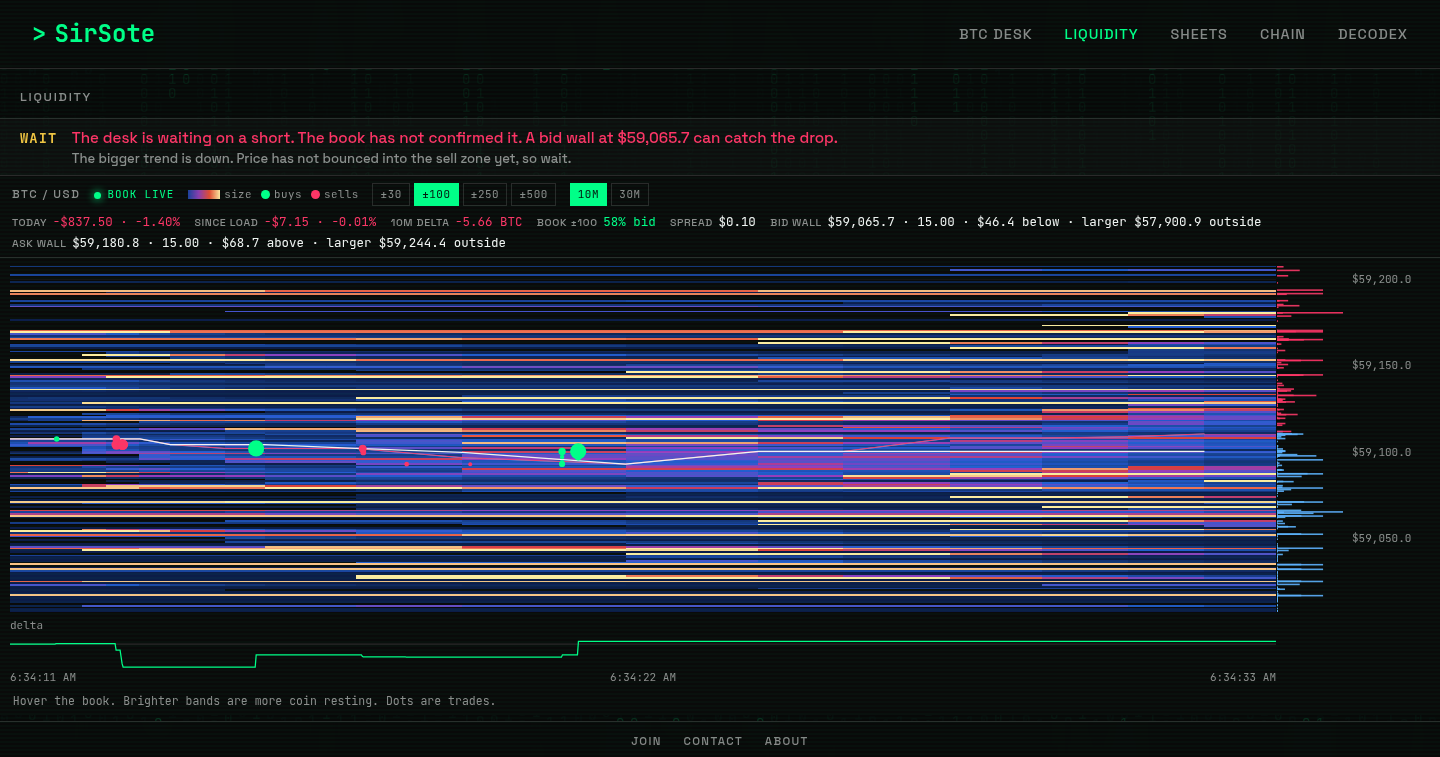 > SirSote
BTC DESK LIQUIDITY SHEETS CHAIN DECODEX
LIQUIDITY
WAIT The desk is waiting on a short. The book has not confirmed it. A bid wall at $59,065.7 can catch the drop.
The bigger trend is down. Price has not bounced into the sell zone yet, so wait.
BTC / USD BOOK LIVE size buys sells ±30 ±100 ±250 ±500 10M 30M
TODAY -$837.50 · -1.40% SINCE LOAD -$7.15 · -0.01% 10M DELTA -5.66 BTC BOOK ±100 58% bid SPREAD $0.10 BID WALL $59,065.7 · 15.00 · $46.4 below · larger $57,900.9 outside
ASK WALL $59,180.8 · 15.00 · $68.7 above · larger $59,244.4 outside
$59,200.0
$59,150.0
$59,100.0
$59,050.0
delta
6:34:11 AM 6:34:22 AM 6:34:33 AM
Hover the book. Brighter bands are more coin resting. Dots are trades.
JOIN CONTACT ABOUT